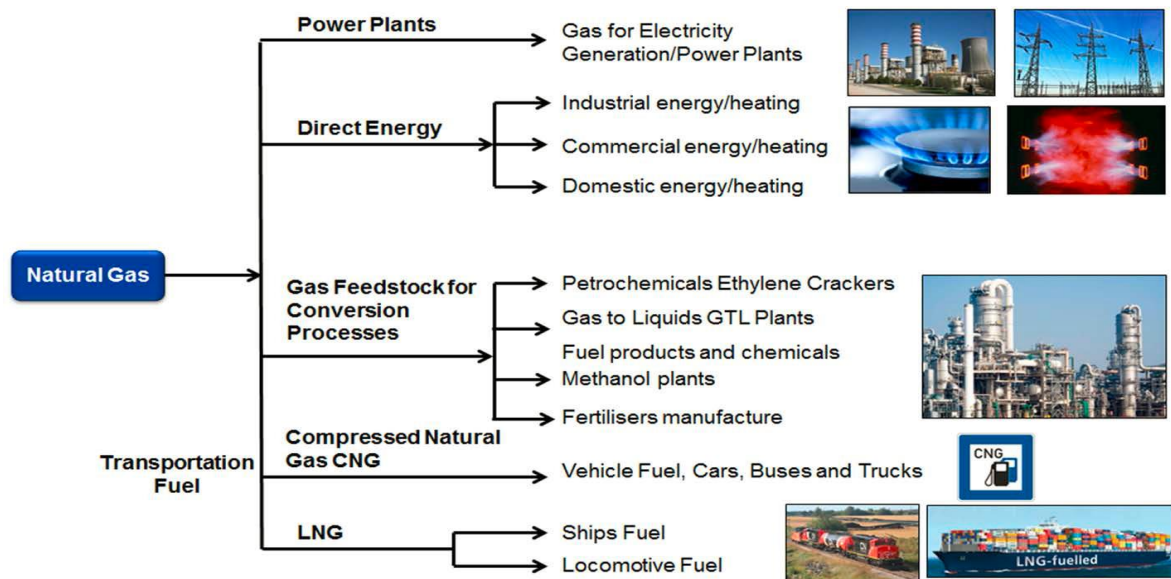 Power Plants
Gas for Electricity
Generation/Power Plants
Direct Energy
Industrial energy/heating
Commercial energy/heating
Domestic energy/heating
Natural Gas
Gas Feedstock for
Conversion
Processes
Petrochemicals Ethylene Crackers
Gas to Liquids GTL Plants
Fuel products and chemicals
Methanol plants
Fertilisers manufacture
Transportation
Fuel
Compressed Natural
Gas CNG
Vehicle Fuel, Cars, Buses and Trucks
CNG
LNG
Ships Fuel
Locomotive Fuel
LNG-fuelled